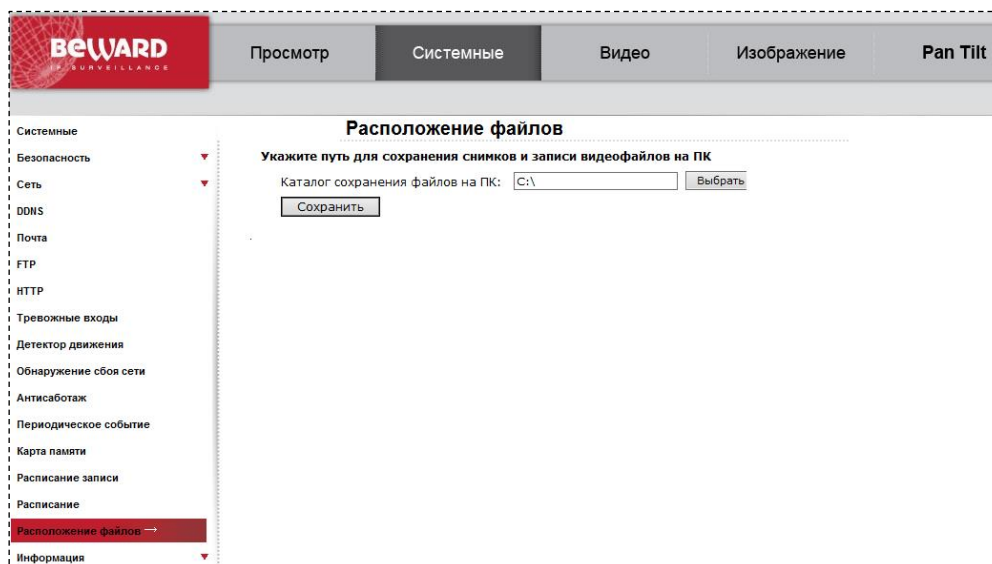 BEWARD
IP SURVEILLANCE
Просмотр
Системные
Видео
Изображение
Pan Tilt
Системные
Безопасность
Сеть
DDNS
Почта
FTP
HTTP
Тревожные входы
Детектор движения
Обнаружение сбоя сети
Антисаботаж
Периодическое событие
Карта памяти
Расписание записи
Расписание
Расположение файлов →
Информация
Расположение файлов
Укажите путь для сохранения снимков и записи видеофайлов на ПК
Каталог сохранения файлов на ПК: C:\ Выбрать
Сохранить